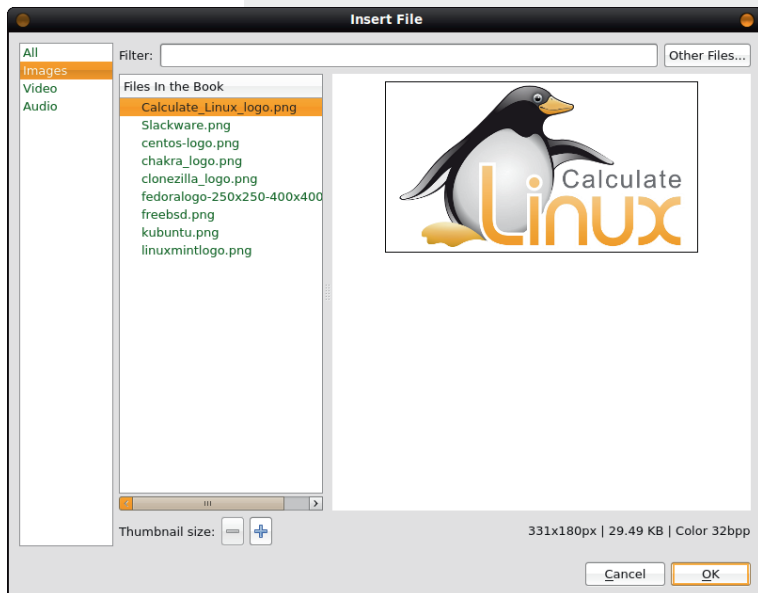 Insert File
All
Images
Video
Audio
Filter:
Other Files...
Files In the Book
Calculate_Linux_logo.png
Slackware.png
centos-logo.png
chakra_logo.png
clonezilla_logo.png
fedoralogo-250x250-400x400
freebsd.png
kubuntu.png
linuxmintlogo.png
Calculate
Linux
Thumbnail size:
331x180px | 29.49 KB | Color 32bpp
Cancel
OK